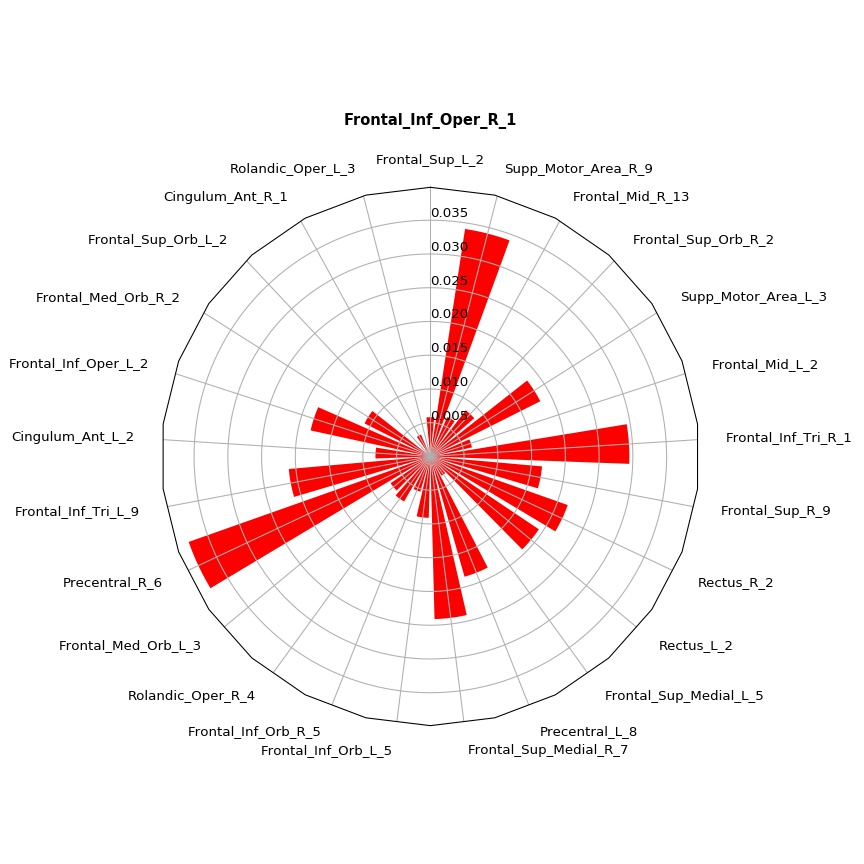 Frontal_Inf_Oper_R_1
Frontal_Sup_L_2
Rolandic_Oper_L_3
Supp_Motor_Area_R_9
Cingulum_Ant_R_1
Frontal_Mid_R_13
0.035
Frontal_Sup_Orb_L_2
Frontal_Sup_Orb_R_2
0.030
0.025
Frontal_Med_Orb_R_2
Supp_Motor_Area_L_3
0.020
0.015
Frontal_Inf_Oper_L_2
Frontal_Mid_L_2
0.010
0.005
Cingulum_Ant_L_2
Frontal_Inf_Tri_R_1
Frontal_Inf_Tri_L_9
Frontal_Sup_R_9
Precentral_R_6
Rectus_R_2
Frontal_Med_Orb_L_3
Rectus_L_2
Rolandic_Oper_R_4
Frontal_Sup_Medial_L_5
Frontal_Inf_Orb_R_5
Precentral_L_8
Frontal_Inf_Orb_L_5
Frontal_Sup_Medial_R_7